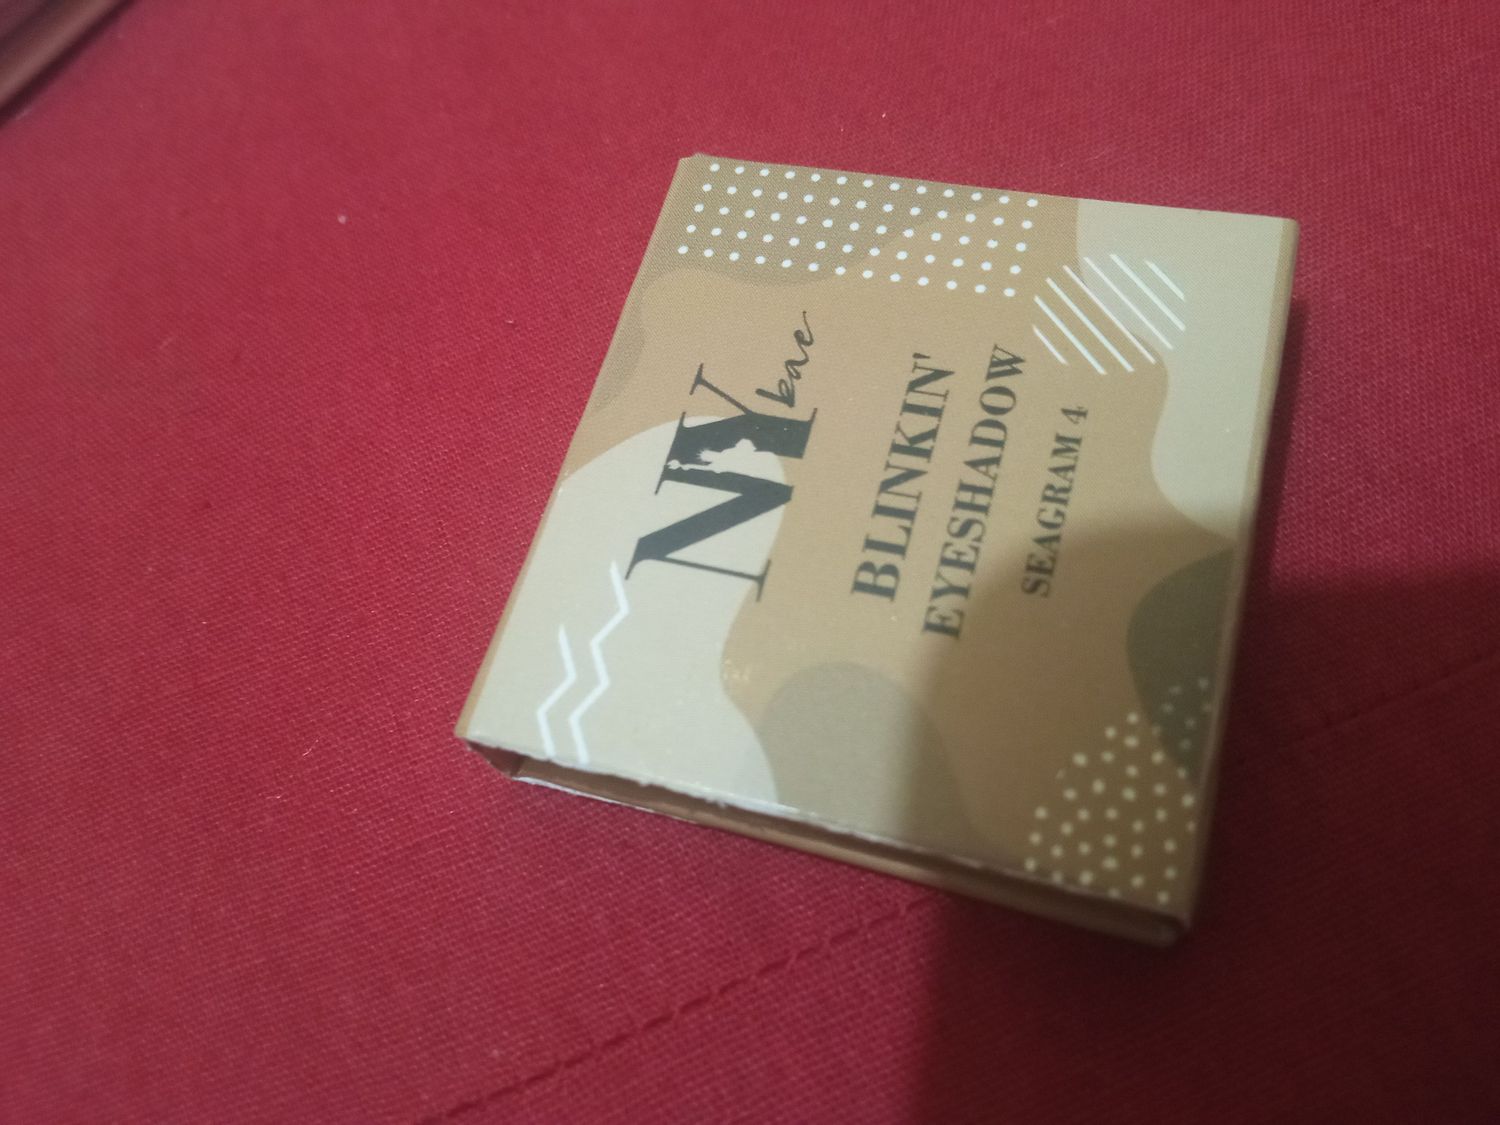 NY bae
BLINKIN'
EYESHADOW
SEAGRAM 4